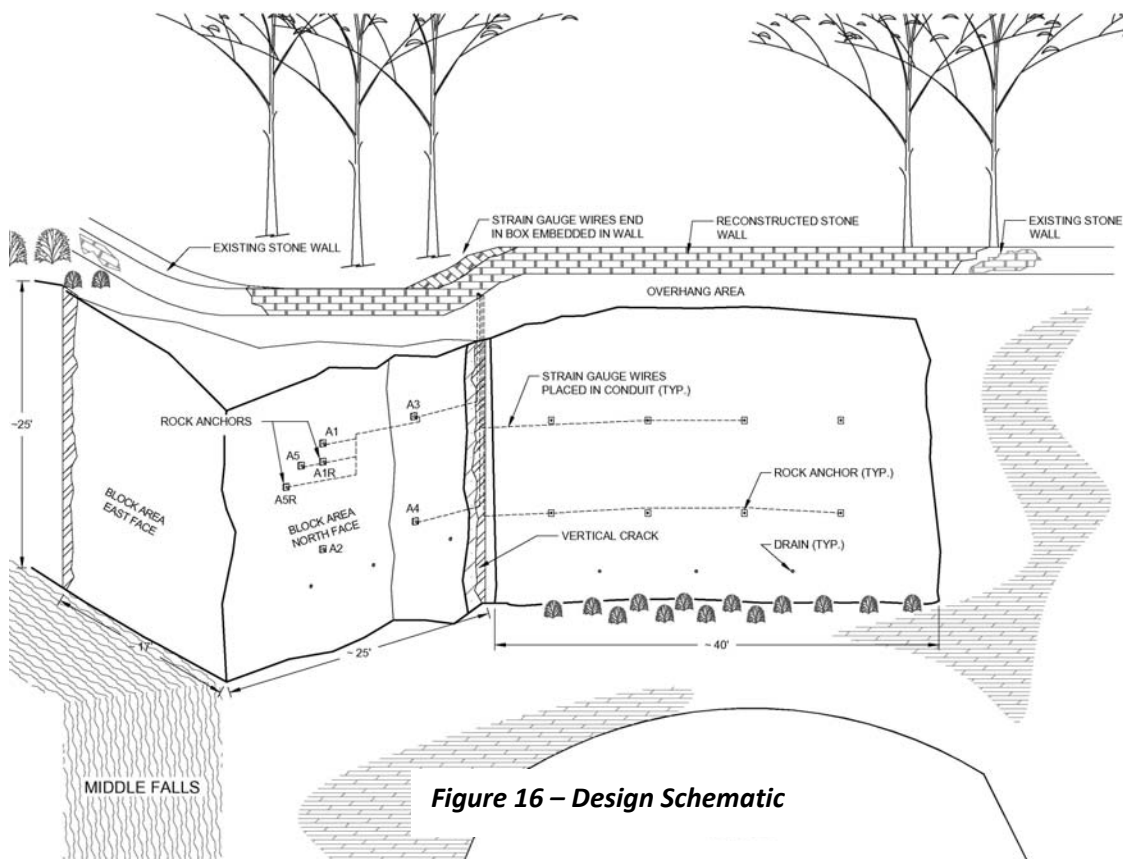 STRAIN GAUGE WIRES END
IN BOX EMBEDDED IN WALL
RECONSTRUCTED STONE
WALL
EXISTING STONE
WALL
EXISTING STONE WALL
OVERHANG AREA
~25'
STRAIN GAUGE WIRES
PLACED IN CONDUIT (TYP.)
A3
ROCK ANCHORS
A1
A5
A1R
A5R
ROCK ANCHOR (TYP.)
BLOCK AREA
EAST FACE
BLOCK AREA
NORTH FACE
A4
A2
VERTICAL CRACK
DRAIN (TYP.)
~ 17'
~ 25'
~ 40'
MIDDLE FALLS
Figure 16 – Design Schematic